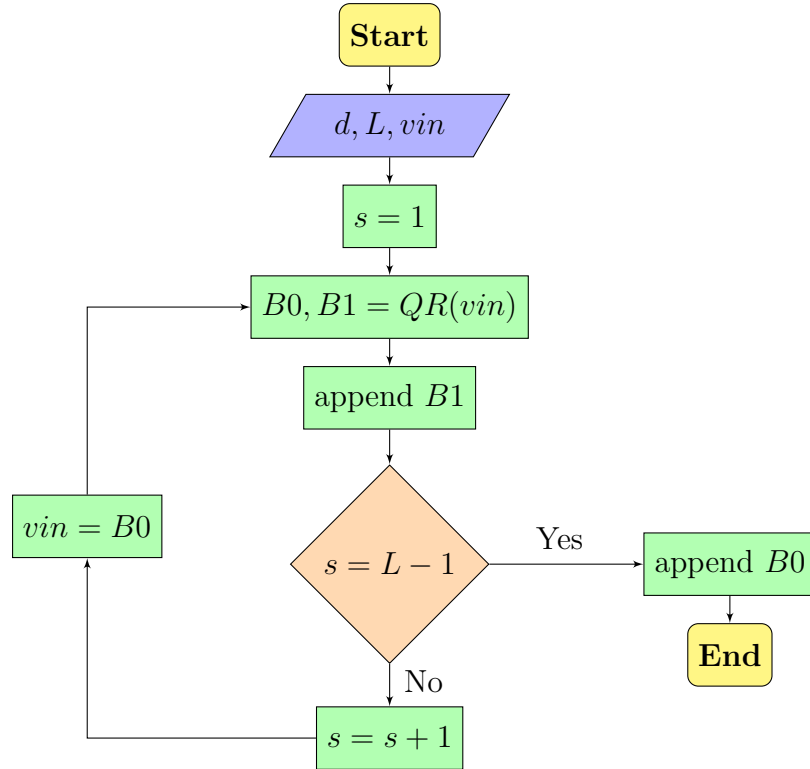 Start
d, L, vin
s = 1
B0, B1 = QR(vin)
append B1
vin = B0
s = L − 1
Yes
append B0
End
No
s = s + 1